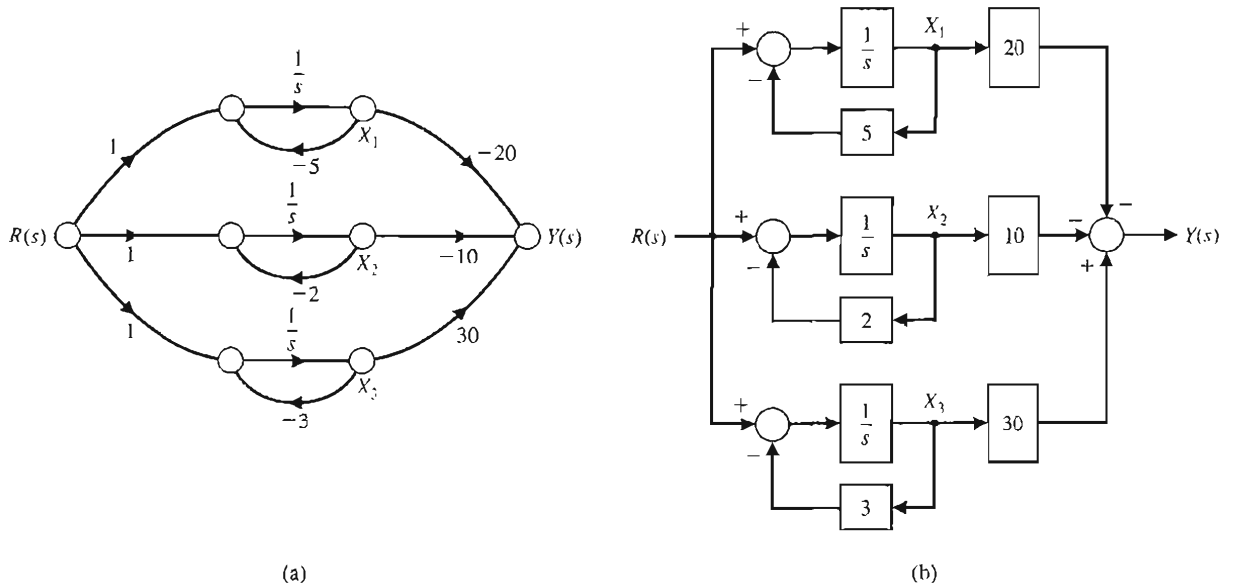 1/s
X₁
1
-5
-20
1/s
R(s)
1
X₂
-2
-10
Y(s)
1
1/s
X₃
-3
30
(a)
+
-
1/s
X₁
20
5
-
R(s)
+
-
1/s
X₂
10
-
2
+
Y(s)
+
-
1/s
X₃
30
3
(b)